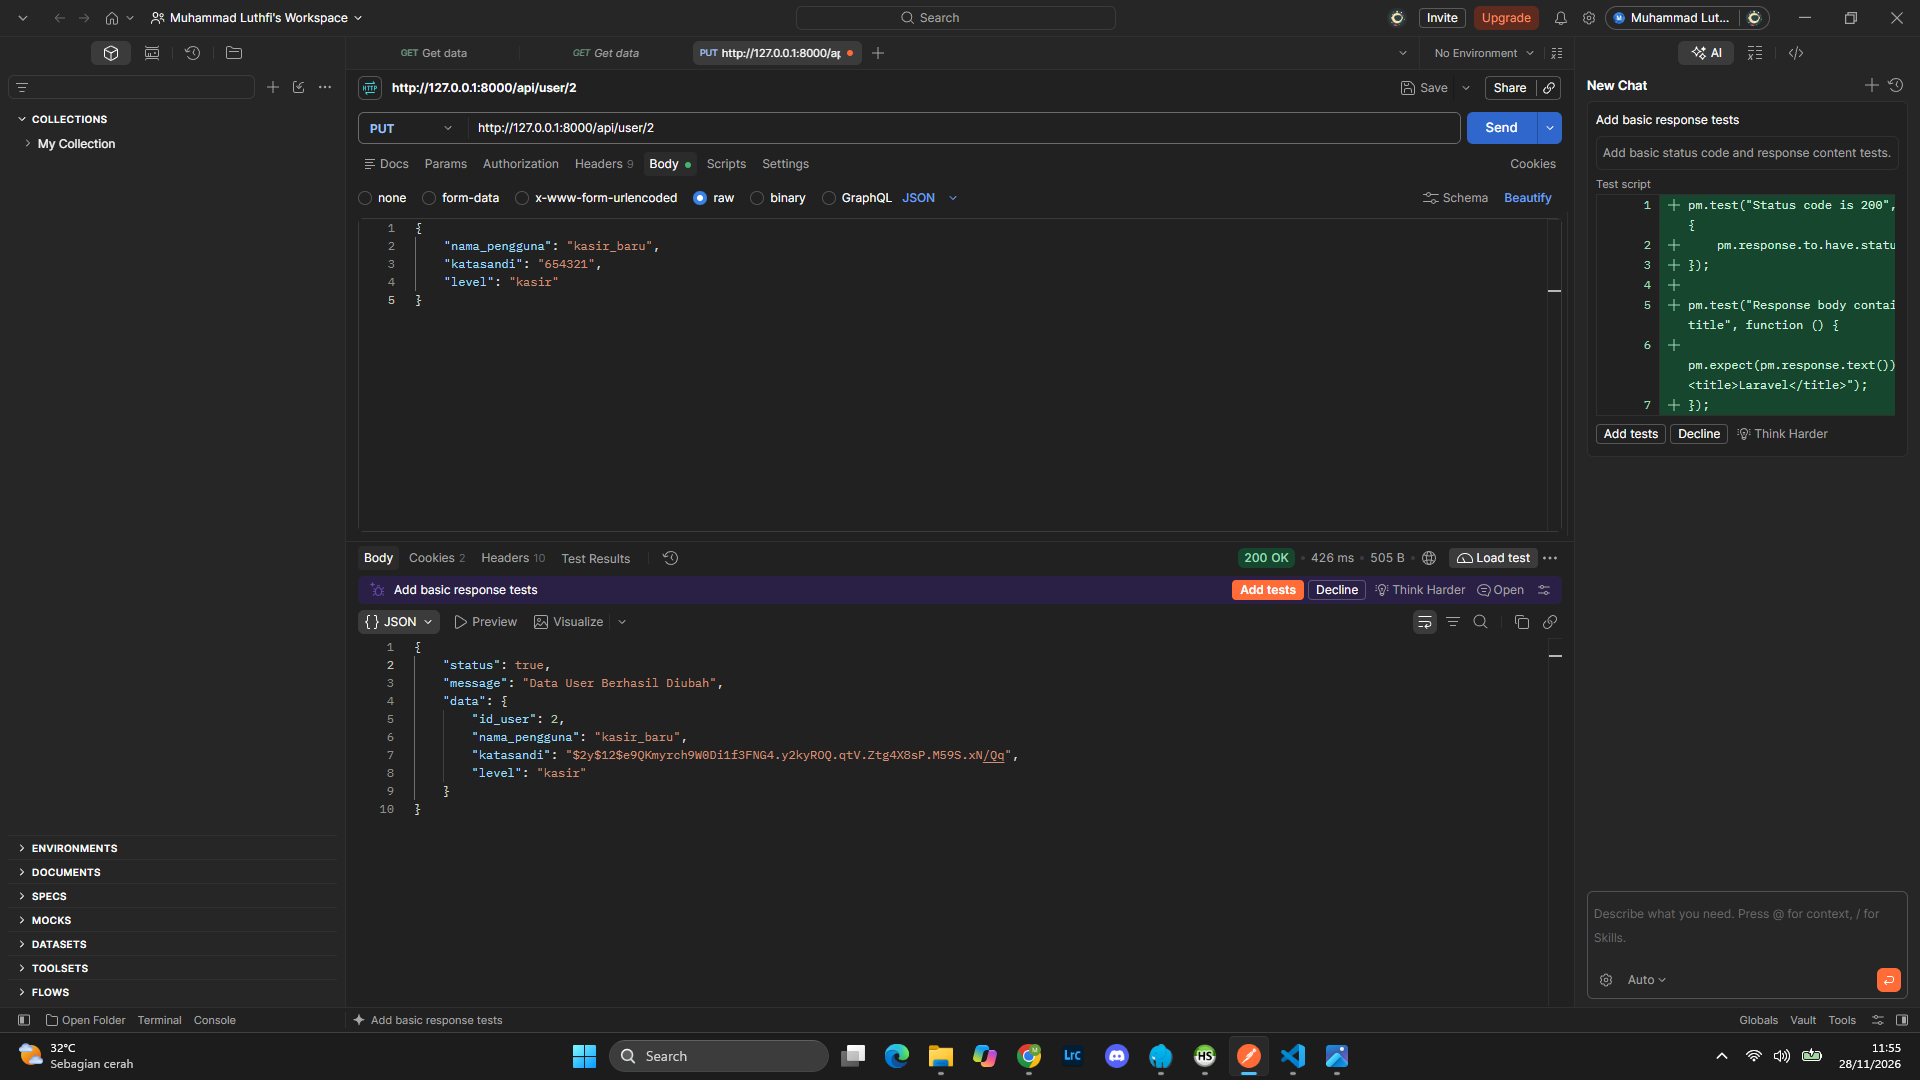 Muhammad Luthfi's Workspace
Search
Invite
Upgrade
Muhammad Lut...
GET Get data
GET Get data
PUT http://127.0.0.1:8000/ap
No Environment
AI
http://127.0.0.1:8000/api/user/2
Save
Share
New Chat
COLLECTIONS
My Collection
PUT
http://127.0.0.1:8000/api/user/2
Send
Add basic response tests
Add basic status code and response content tests.
Docs
Params
Authorization
Headers 9
Body
Scripts
Settings
Cookies
Test script
none
form-data
x-www-form-urlencoded
raw
binary
GraphQL
JSON
Schema
Beautify
1 {
2 "nama_pengguna": "kasir_baru",
3 "katasandi": "654321",
4 "level": "kasir"
5 }
1 + pm.test("Status code is 200",
{
2 + pm.response.to.have.statu
3 + });
4 +
5 + pm.test("Response body contai
title", function () {
6 +
pm.expect(pm.response.text())
<title>Laravel</title>");
7 + });
Add tests
Decline
Think Harder
Body
Cookies 2
Headers 10
Test Results
200 OK
426 ms
505 B
Load test
Add basic response tests
Add tests
Decline
Think Harder
Open
{} JSON
Preview
Visualize
1 {
2 "status": true,
3 "message": "Data User Berhasil Diubah",
4 "data": {
5 "id_user": 2,
6 "nama_pengguna": "kasir_baru",
7 "katasandi": "$2y$12$e9QKmyrch9W0Di1f3FNG4.y2kyROQ.qtV.Ztg4X8sP.M59S.xN/Qq",
8 "level": "kasir"
9 }
10 }
ENVIRONMENTS
DOCUMENTS
SPECS
MOCKS
DATASETS
TOOLSETS
FLOWS
Describe what you need. Press @ for context, / for
Skills.
Auto
Open Folder
Terminal
Console
Add basic response tests
Globals
Vault
Tools
32°C
Sebagian cerah
Search
LrC
HS
11:55
28/11/2026